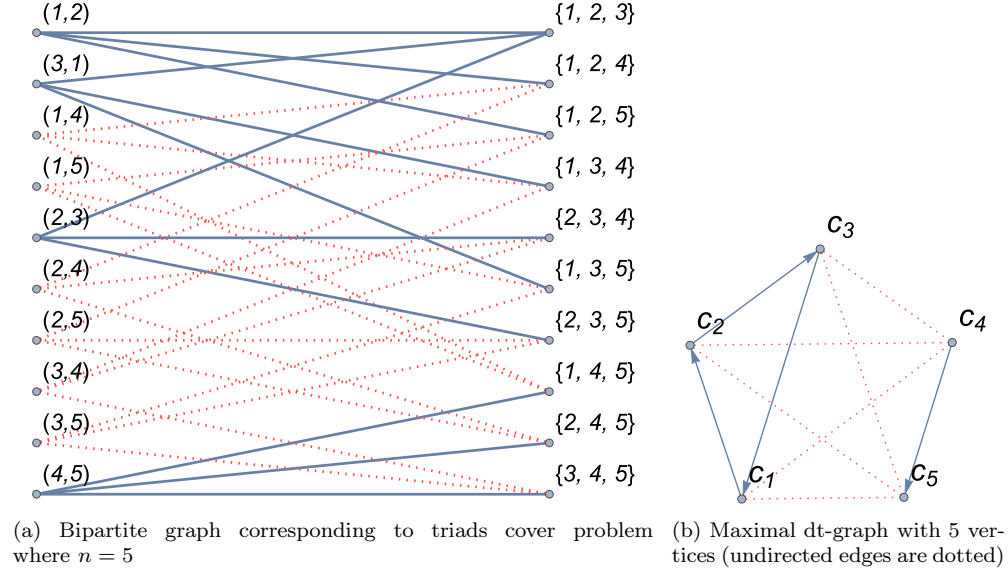 (1,2)
{1, 2, 3}
(3,1)
{1, 2, 4}
(1,4)
{1, 2, 5}
(1,5)
{1, 3, 4}
(2,3)
{2, 3, 4}
(2,4)
{1, 3, 5}
(2,5)
{2, 3, 5}
(3,4)
{1, 4, 5}
(3,5)
{2, 4, 5}
(4,5)
{3, 4, 5}
c3
c2
c4
c1
c5
(a) Bipartite graph corresponding to triads cover problem
where n = 5
(b) Maximal dt-graph with 5 ver-
tices (undirected edges are dotted)